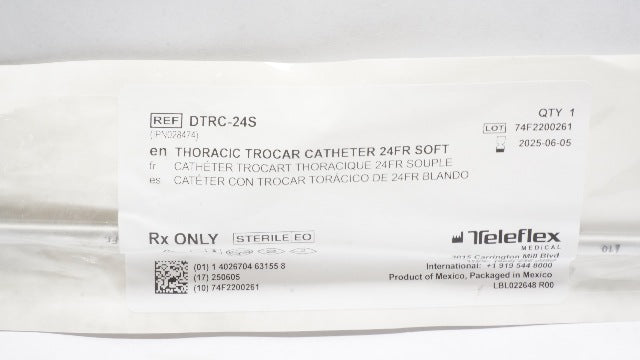 REF DTRC-24S
(IPN028474)
QTY 1
LOT 74F2200261
2025-06-05
en THORACIC TROCAR CATHETER 24FR SOFT
fr CATHÉTER TROCART THORACIQUE 24FR SOUPLE
es CATÉTER CON TROCAR TORÁCICO DE 24FR BLANDO
Rx ONLY STERILE EO
Teleflex
MEDICAL
3015 Carrington Mill Blvd
International: +1 919 544 8000
Product of Mexico, Packaged in Mexico
LBL022648 R00
(01) 1 4026704 63155 8
(17) 250605
(10) 74F2200261